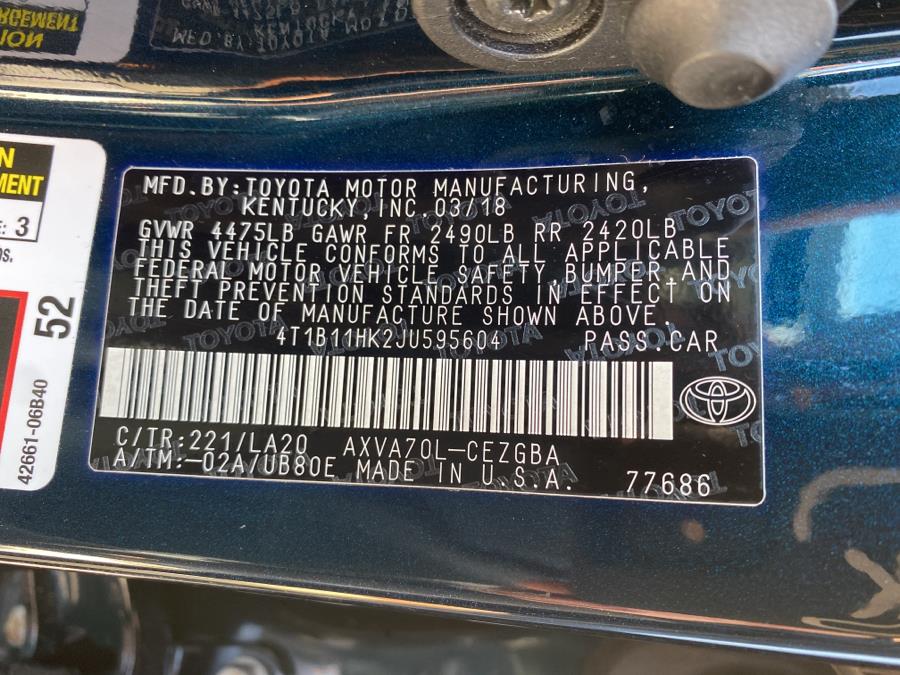 N
MENT
E: 3
os.
52
42661-06B40
MFD.BY:TOYOTA MOTOR MANUFACTURING,
KENTUCKY,INC 03/18
GVWR 4475LB GAWR FR 2490LB RR 2420LB
THIS VEHICLE CONFORMS TO ALL APPLICABLE
FEDERAL MOTOR VEHICLE SAFETY,BUMPER AND
THEFT PREVENTION STANDARDS IN EFFECT ON
THE DATE OF MANUFACTURE SHOWN ABOVE.
4T1B11HK2JU595604 PASS.CAR
C/TR:221/LA20 AXVA70L-CEZGBA
A/TM:-02A/UB80E MADE IN U.S.A. 77686